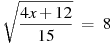 √((4x + 12)/15) = 8